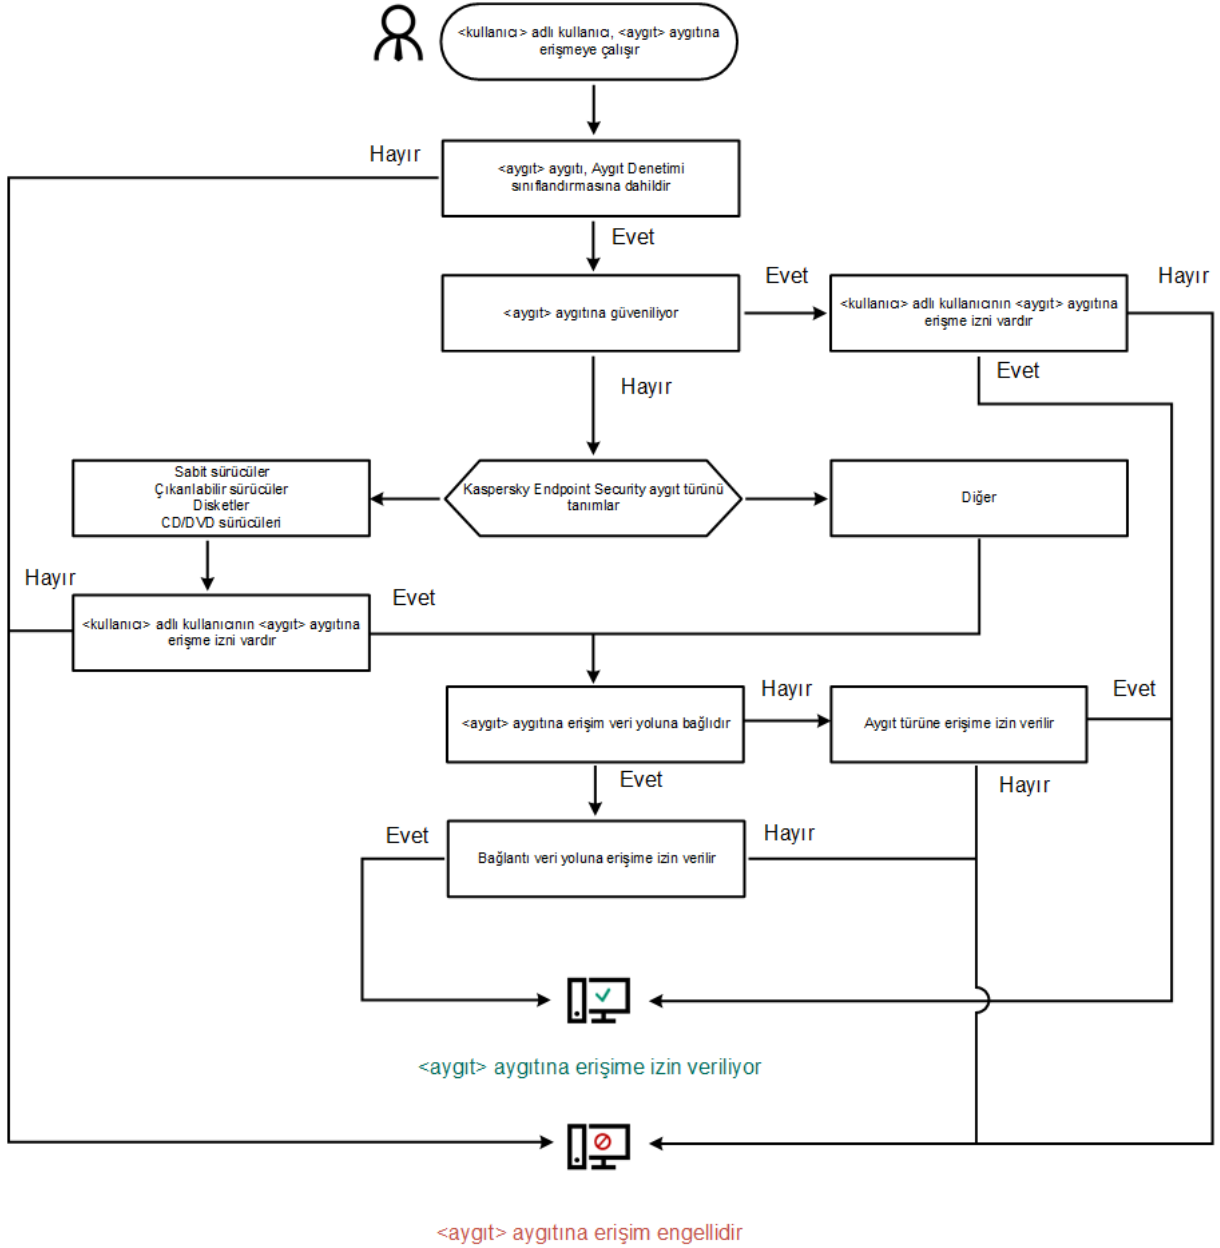 <kullanıcı> adlı kullanıcı, <aygıt> aygıtına
erişmeye çalışır
Hayır
<aygıt> aygıtı, Aygıt Denetimi
sınıflandırmasına dahildir
Evet
Evet
Hayır
<aygıt> aygıtına güveniliyor
<kullanıcı> adlı kullanıcının <aygıt> aygıtına
erişme izni vardır
Hayır
Evet
Sabit sürücüler
Çıkarılabilir sürücüler
Disketler
CD/DVD sürücüleri
Kaspersky Endpoint Security aygıt türünü
tanımlar
Diğer
Hayır
Evet
<kullanıcı> adlı kullanıcının <aygıt> aygıtına
erişme izni vardır
Hayır
Evet
<aygıt> aygıtına erişim veri yoluna bağlıdır
Aygıt türüne erişime izin verilir
Evet
Hayır
Evet
Hayır
Bağlantı veri yoluna erişime izin verilir
<aygıt> aygıtına erişime izin veriliyor
<aygıt> aygıtına erişim engellidir